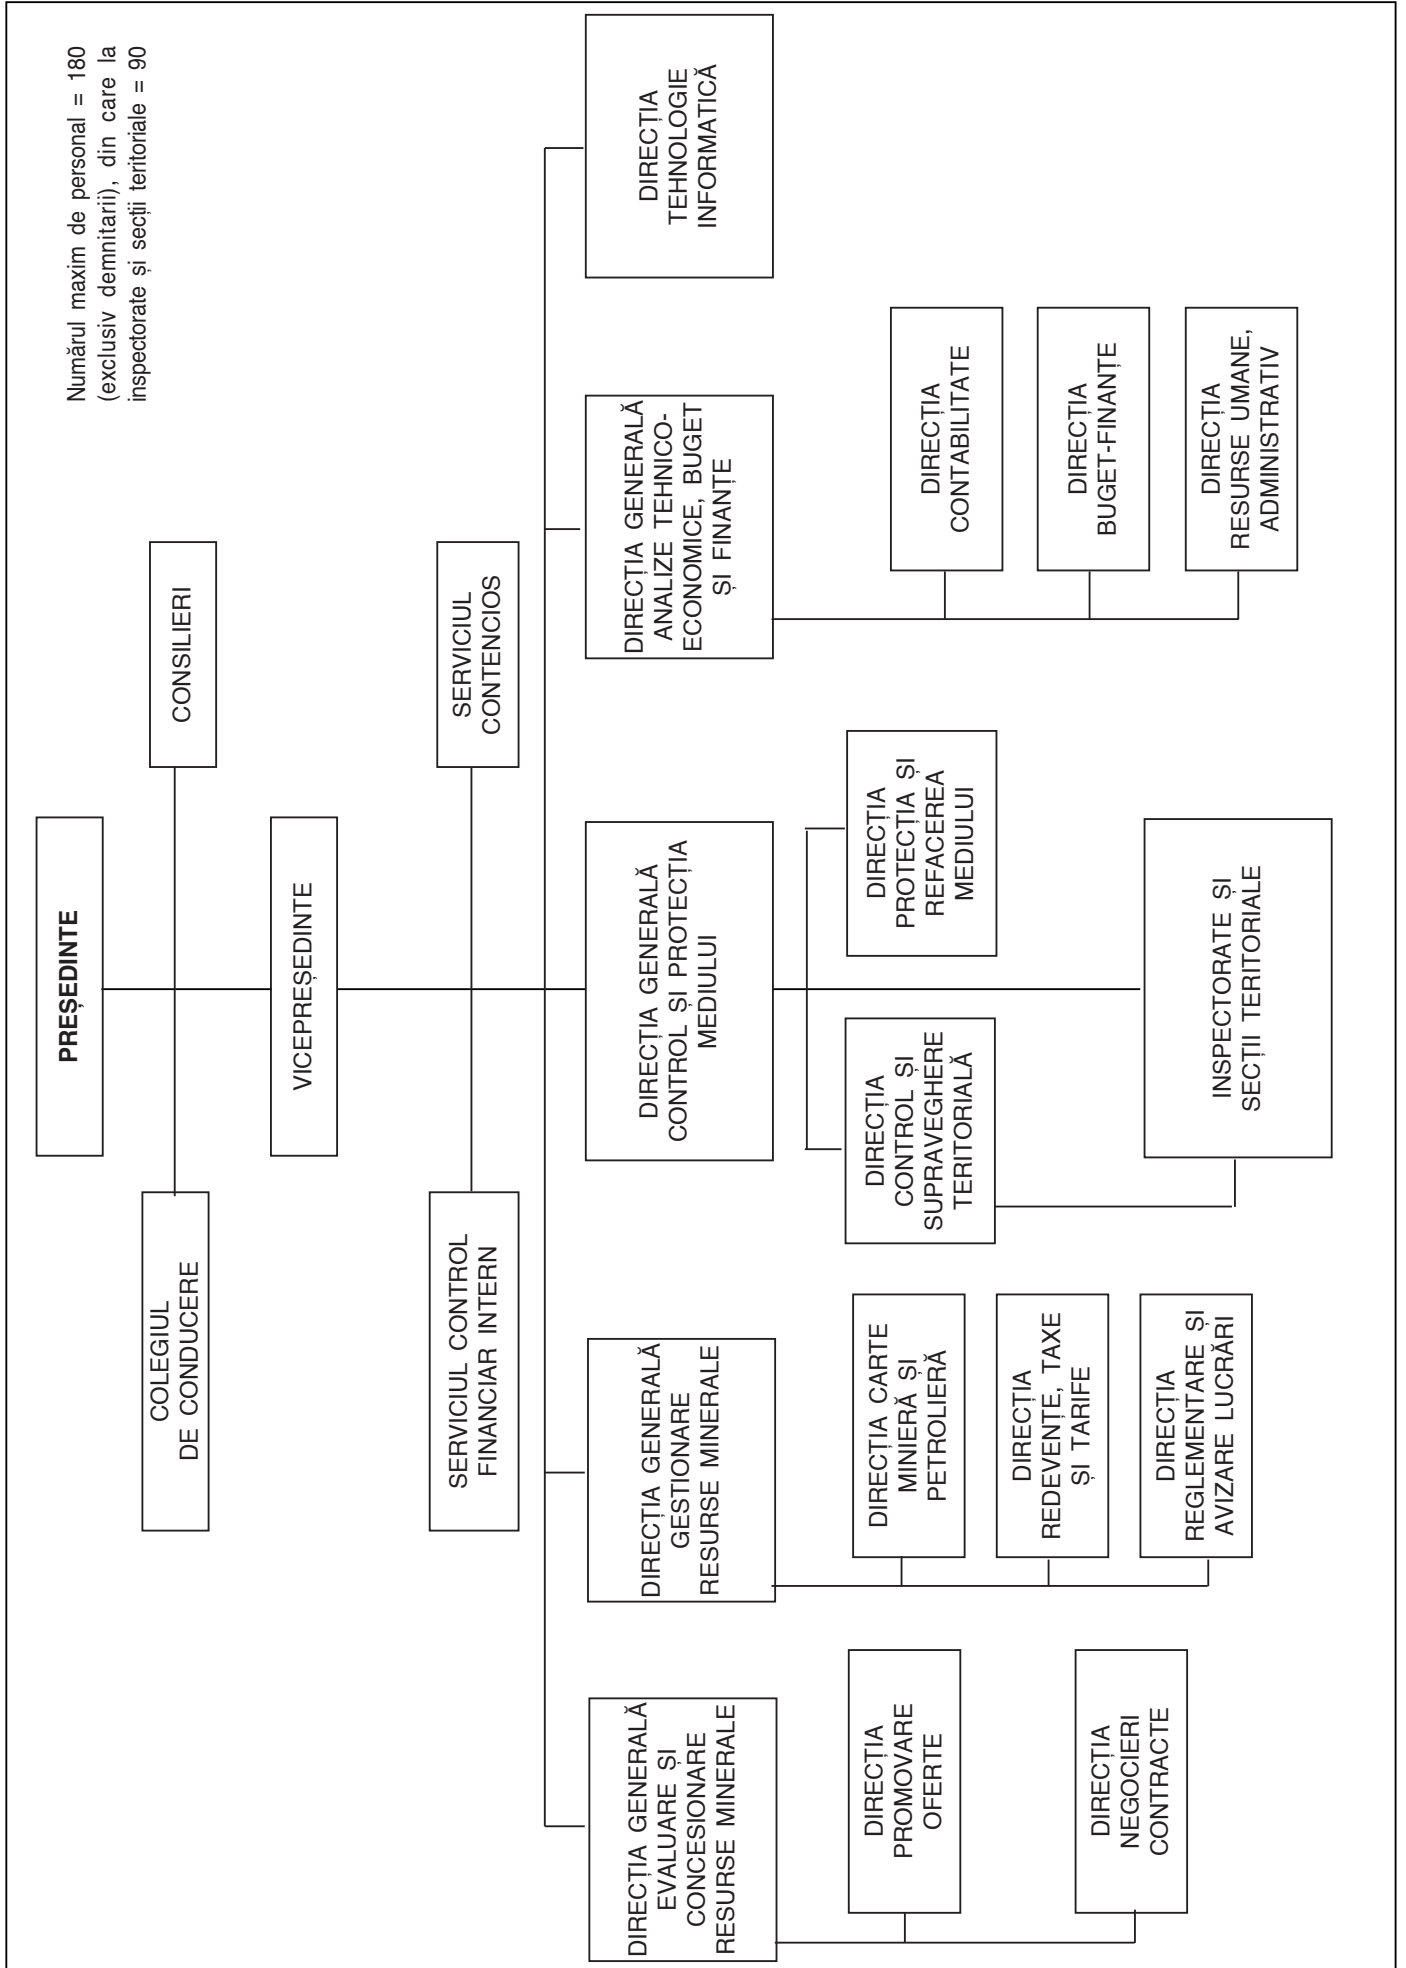 Numărul maxim de personal = 180
(exclusiv demnitarii), din care la
inspectorate și secții teritoriale = 90
PREȘEDINTE
COLEGIUL
DE CONDUCERE
CONSILIERI
VICEPREȘEDINTE
SERVICIUL CONTROL
FINANCIAR INTERN
SERVICIUL
CONTENCIOS
DIRECȚIA GENERALĂ
EVALUARE ȘI
CONCESIONARE
RESURSE MINERALE
DIRECȚIA GENERALĂ
GESTIONARE
RESURSE MINERALE
DIRECȚIA GENERALĂ
CONTROL ȘI PROTECȚIA
MEDIULUI
DIRECȚIA GENERALĂ
ANALIZE TEHNICO-
ECONOMICE, BUGET
ȘI FINANȚE
DIRECȚIA
TEHNOLOGIE
INFORMATICĂ
DIRECȚIA
PROMOVARE
OFERTE
DIRECȚIA
NEGOCIERI
CONTRACTE
DIRECȚIA CARTE
MINIERĂ ȘI
PETROLIERĂ
DIRECȚIA
REDEVENȚE, TAXE
ȘI TARIFE
DIRECȚIA
REGLEMENTARE ȘI
AVIZARE LUCRĂRI
DIRECȚIA
CONTROL ȘI
SUPRAVEGHERE
TERITORIALĂ
DIRECȚIA
PROTECȚIA ȘI
REFACEREA
MEDIULUI
INSPECTORATE ȘI
SECȚII TERITORIALE
DIRECȚIA
CONTABILITATE
DIRECȚIA
BUGET-FINANȚE
DIRECȚIA
RESURSE UMANE,
ADMINISTRATIV